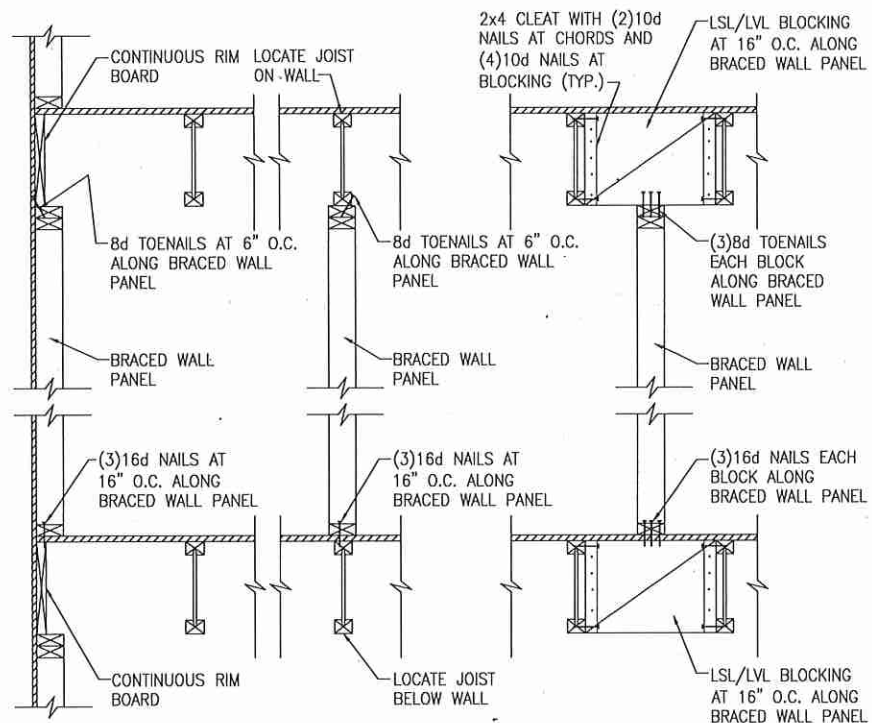 CONTINUOUS RIM
BOARD
LOCATE JOIST
ON WALL
2x4 CLEAT WITH (2)10d
NAILS AT CHORDS AND
(4)10d NAILS AT
BLOCKING (TYP.)
LSL/LVL BLOCKING
AT 16" O.C. ALONG
BRACED WALL PANEL
8d TOENAILS AT 6" O.C.
ALONG BRACED WALL
PANEL
8d TOENAILS AT 6" O.C.
ALONG BRACED WALL
PANEL
(3)8d TOENAILS
EACH BLOCK
ALONG BRACED
WALL PANEL
BRACED WALL
PANEL
BRACED WALL
PANEL
BRACED WALL
PANEL
(3)16d NAILS AT
16" O.C. ALONG
BRACED WALL PANEL
(3)16d NAILS AT
16" O.C. ALONG
BRACED WALL PANEL
(3)16d NAILS EACH
BLOCK ALONG
BRACED WALL PANEL
CONTINUOUS RIM
BOARD
LOCATE JOIST
BELOW WALL
LSL/LVL BLOCKING
AT 16" O.C. ALONG
BRACED WALL PANEL